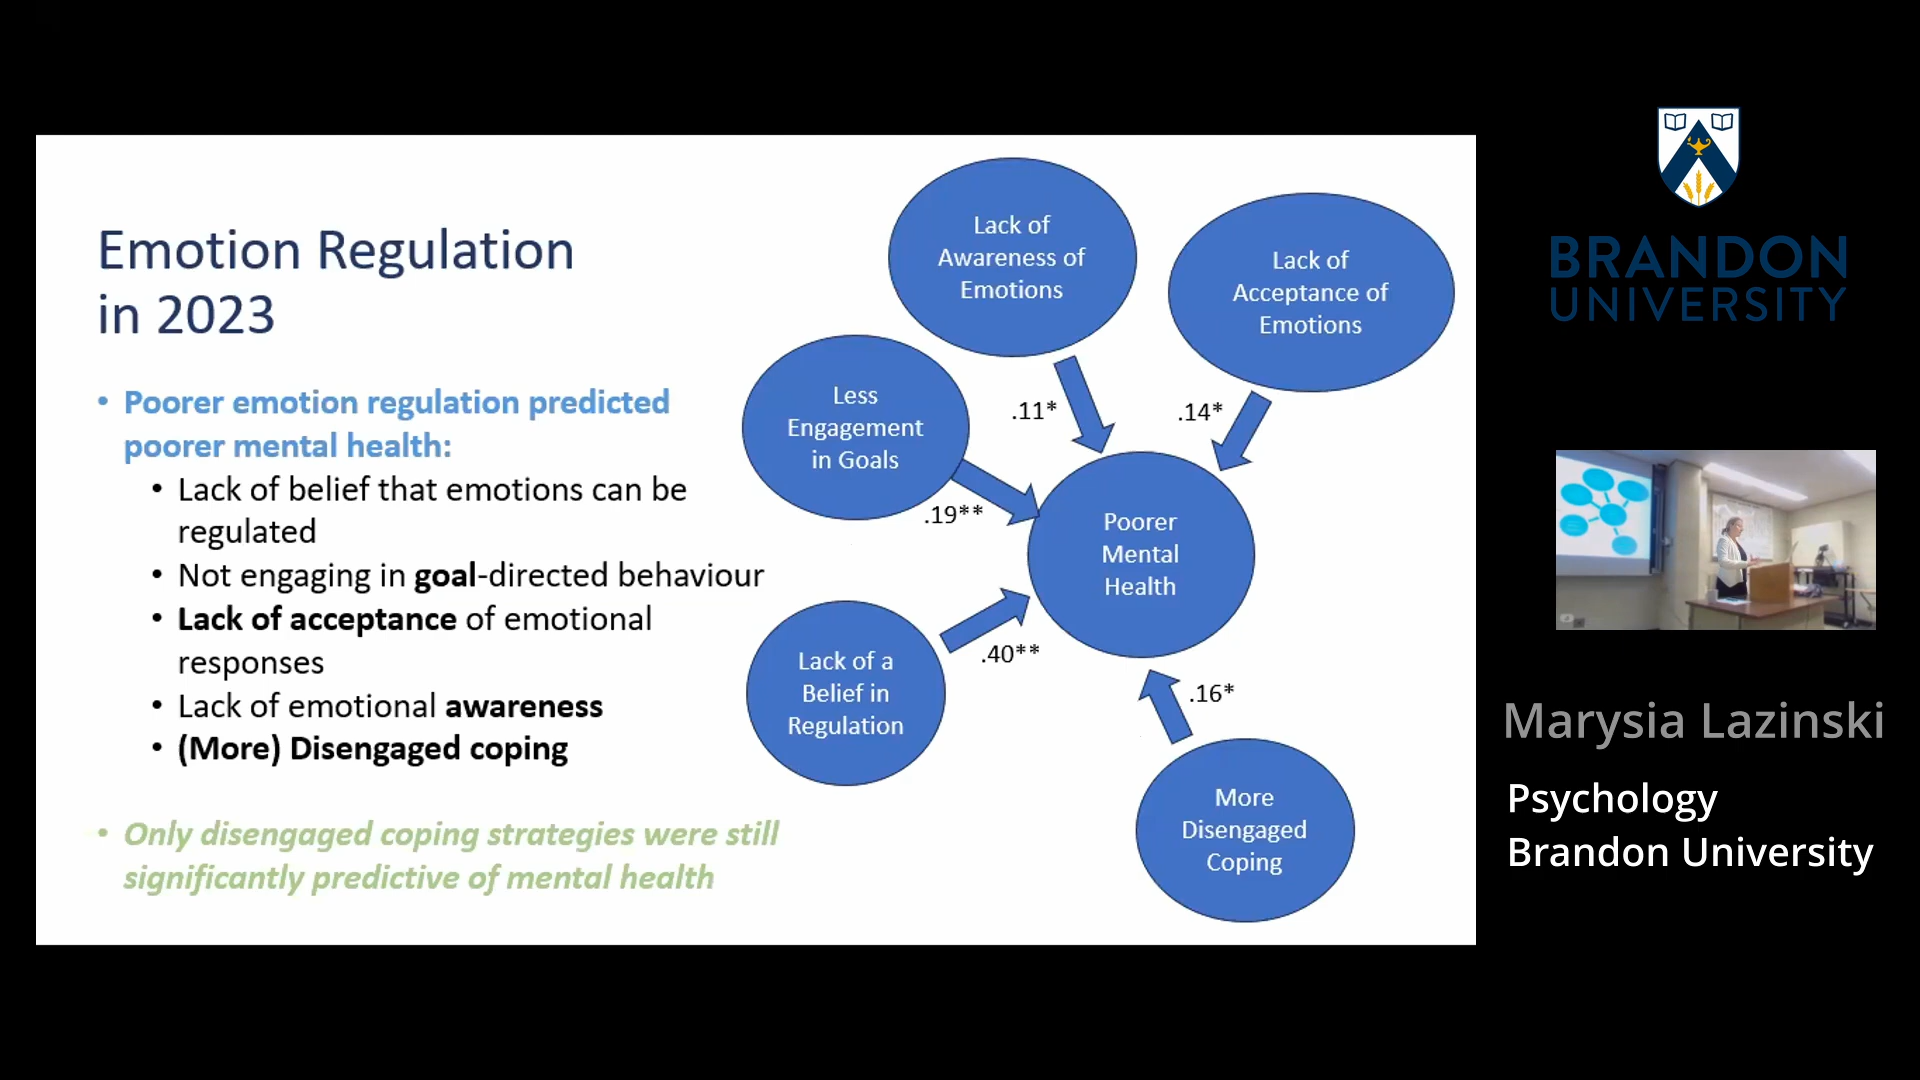 Emotion Regulation
in 2023
• Poorer emotion regulation predicted
poorer mental health:
• Lack of belief that emotions can be
regulated
• Not engaging in goal-directed behaviour
• Lack of acceptance of emotional
responses
• Lack of emotional awareness
• (More) Disengaged coping
• Only disengaged coping strategies were still
significantly predictive of mental health
Lack of
Awareness of
Emotions
Lack of
Acceptance of
Emotions
Less
Engagement
in Goals
.11*
.14*
.19**
Poorer
Mental
Health
Lack of a
Belief in
Regulation
.40**
.16*
More
Disengaged
Coping
BRANDON
UNIVERSITY
Marysia Lazinski
Psychology
Brandon University